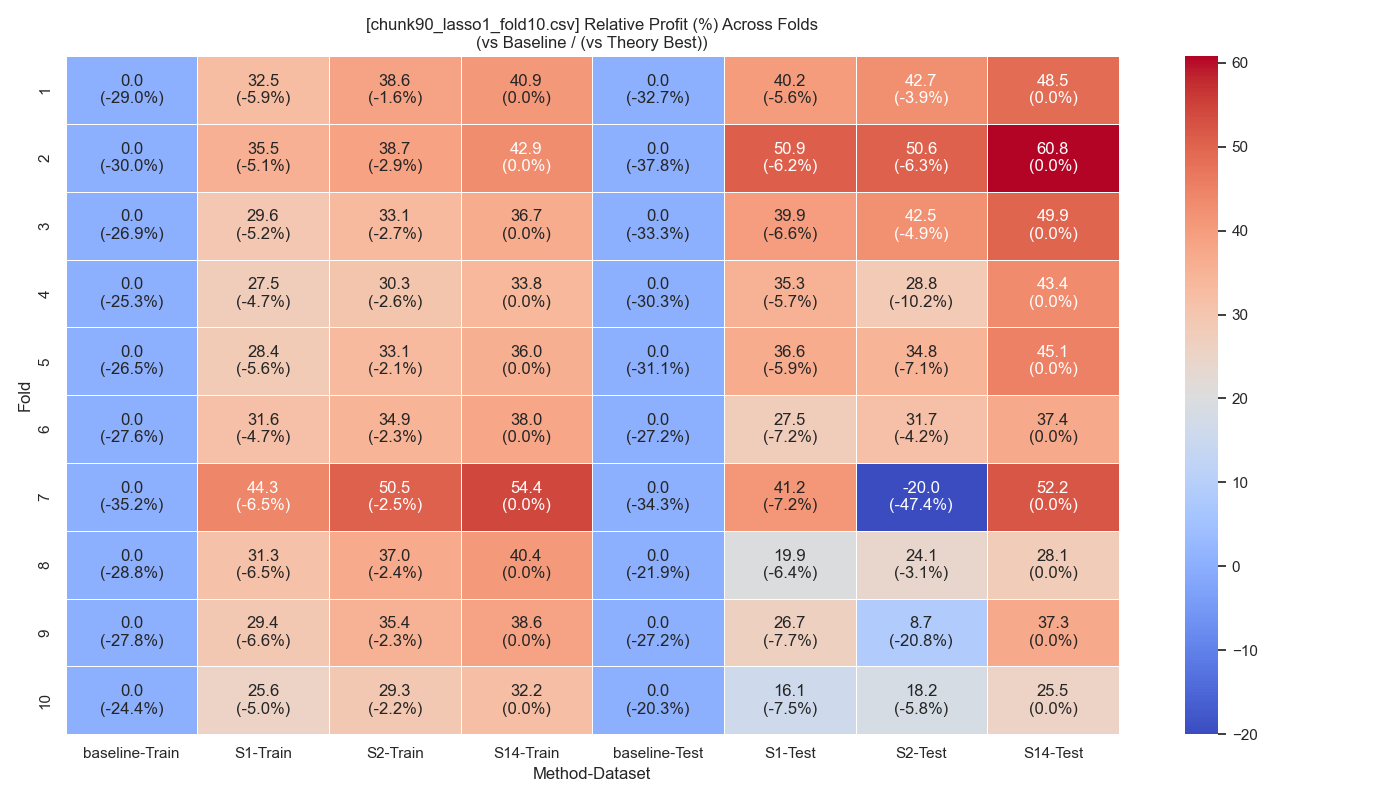 [chunk90_lasso1_fold10.csv] Relative Profit (%) Across Folds
(vs Baseline / (vs Theory Best))
Fold
1
0.0 32.5 38.6 40.9 0.0 40.2 42.7 48.5
(-29.0%) (-5.9%) (-1.6%) (0.0%) (-32.7%) (-5.6%) (-3.9%) (0.0%)
2
0.0 35.5 38.7 42.9 0.0 50.9 50.6 60.8
(-30.0%) (-5.1%) (-2.9%) (0.0%) (-37.8%) (-6.2%) (-6.3%) (0.0%)
3
0.0 29.6 33.1 36.7 0.0 39.9 42.5 49.9
(-26.9%) (-5.2%) (-2.7%) (0.0%) (-33.3%) (-6.6%) (-4.9%) (0.0%)
4
0.0 27.5 30.3 33.8 0.0 35.3 28.8 43.4
(-25.3%) (-4.7%) (-2.6%) (0.0%) (-30.3%) (-5.7%) (-10.2%) (0.0%)
5
0.0 28.4 33.1 36.0 0.0 36.6 34.8 45.1
(-26.5%) (-5.6%) (-2.1%) (0.0%) (-31.1%) (-5.9%) (-7.1%) (0.0%)
6
0.0 31.6 34.9 38.0 0.0 27.5 31.7 37.4
(-27.6%) (-4.7%) (-2.3%) (0.0%) (-27.2%) (-7.2%) (-4.2%) (0.0%)
7
0.0 44.3 50.5 54.4 0.0 41.2 -20.0 52.2
(-35.2%) (-6.5%) (-2.5%) (0.0%) (-34.3%) (-7.2%) (-47.4%) (0.0%)
8
0.0 31.3 37.0 40.4 0.0 19.9 24.1 28.1
(-28.8%) (-6.5%) (-2.4%) (0.0%) (-21.9%) (-6.4%) (-3.1%) (0.0%)
9
0.0 29.4 35.4 38.6 0.0 26.7 8.7 37.3
(-27.8%) (-6.6%) (-2.3%) (0.0%) (-27.2%) (-7.7%) (-20.8%) (0.0%)
10
0.0 25.6 29.3 32.2 0.0 16.1 18.2 25.5
(-24.4%) (-5.0%) (-2.2%) (0.0%) (-20.3%) (-7.5%) (-5.8%) (0.0%)
baseline-Train S1-Train S2-Train S14-Train baseline-Test S1-Test S2-Test S14-Test
Method-Dataset
60
50
40
30
20
10
0
−10
−20